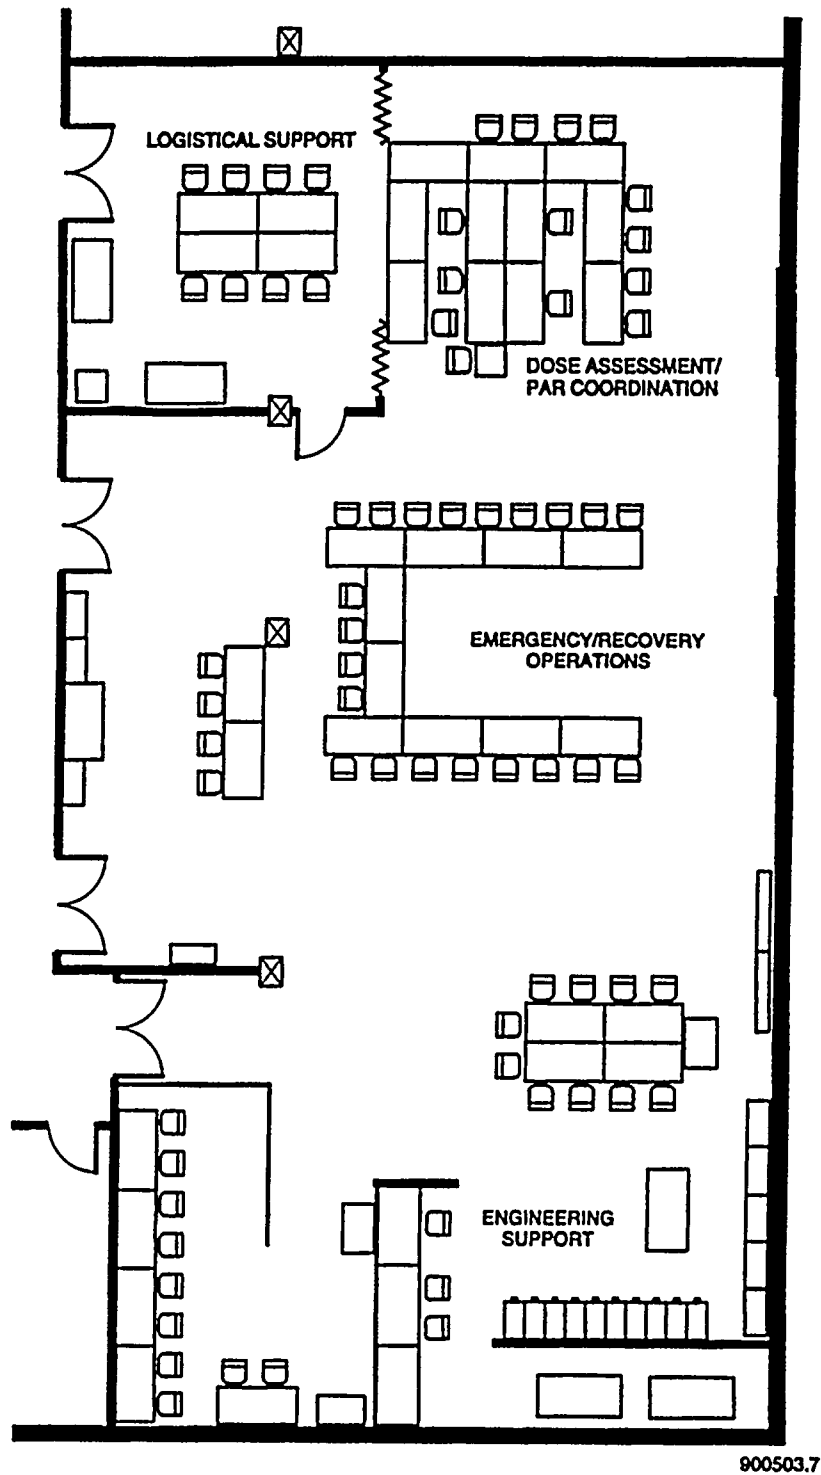 LOGISTICAL SUPPORT
DOSE ASSESSMENT/
PAR COORDINATION
EMERGENCY/RECOVERY
OPERATIONS
ENGINEERING
SUPPORT
900503.7